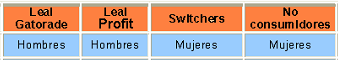 Leal Gatorade
Leal Profit
Switchers
No consumidores
Hombres
Hombres
Mujeres
Mujeres